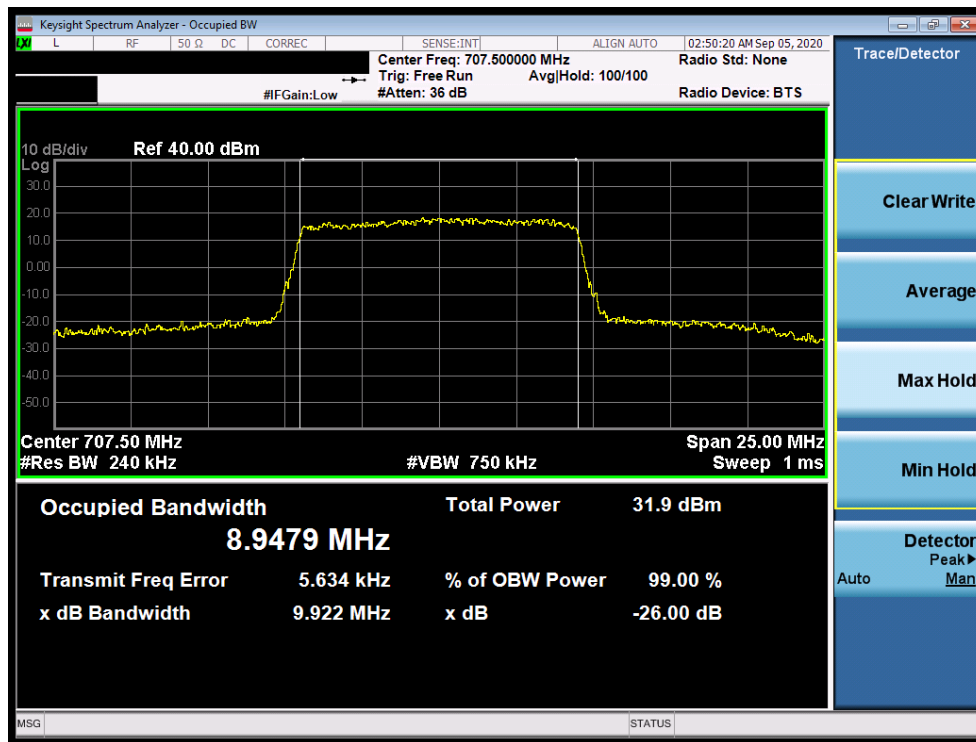 Keysight Spectrum Analyzer - Occupied BW
LXI L RF 50 Ω DC CORREC SENSE:INT ALIGN AUTO 02:50:20 AM Sep 05, 2020
Center Freq: 707.500000 MHz Radio Std: None
Trig: Free Run Avg|Hold: 100/100
#IFGain:Low #Atten: 36 dB Radio Device: BTS
10 dB/div Ref 40.00 dBm
Log
30.0
20.0
10.0
0.00
-10.0
-20.0
-30.0
-40.0
-50.0
Center 707.50 MHz Span 25.00 MHz
#Res BW 240 kHz #VBW 750 kHz Sweep 1 ms
Occupied Bandwidth Total Power 31.9 dBm
8.9479 MHz
Transmit Freq Error 5.634 kHz % of OBW Power 99.00 %
x dB Bandwidth 9.922 MHz x dB -26.00 dB
MSG STATUS
Trace/Detector
Clear Write
Average
Max Hold
Min Hold
Detector
Peak▶
Auto Man